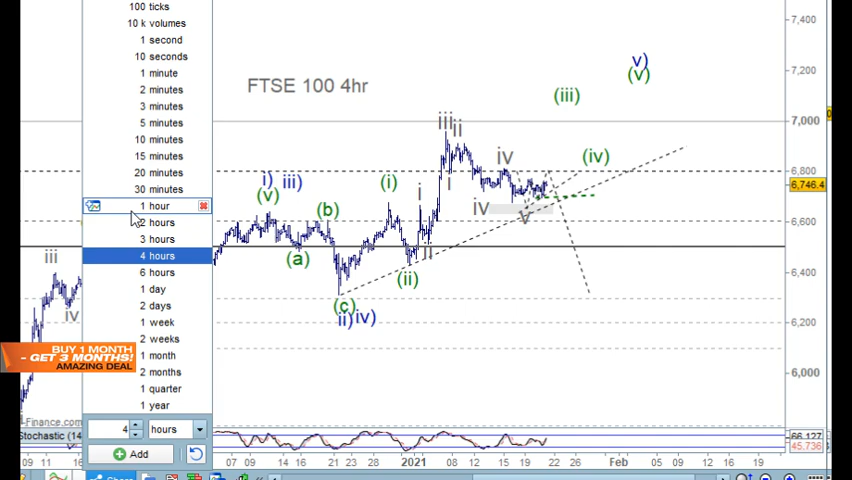 100 ticks
10 k volumes
1 second
10 seconds
1 minute
2 minutes
3 minutes
5 minutes
10 minutes
15 minutes
20 minutes
30 minutes
1 hour
2 hours
3 hours
4 hours
6 hours
1 day
2 days
1 week
2 weeks
1 month
2 months
1 quarter
1 year
4 hours
Add
BUY 1 MONTH
- GET 3 MONTHS!
AMAZING DEAL
FTSE 100 4hr
v)
(v)
(iii)
iii ii
iv
(iv)
i) iii)
(v)
(i)
i
i
(b)
iv
v
(a)
ii
(ii)
iii
iv
(c)
ii) iv)
7,400
7,200
7,000
6,800
6,746.4
6,600
6,400
6,200
6,000
Finance.com
Stochastic (14
66.127
45.736
09 11 16
07 09 14 16 21 23 2021 08 12 15 19 22 26 Feb 05 09 12 16 19
Share